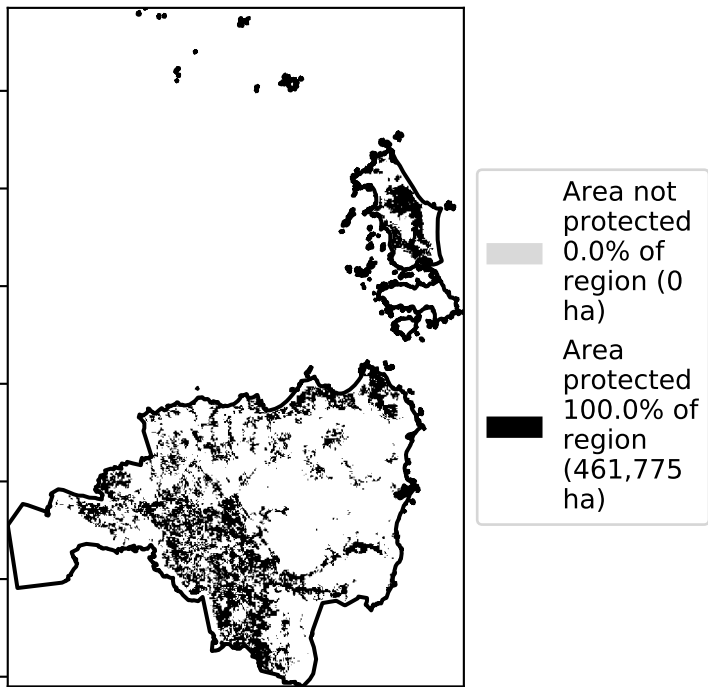 Area not
protected
0.0% of
region (0
ha)
Area
protected
100.0% of
region
(461,775
ha)